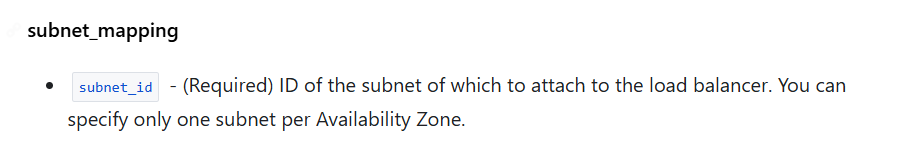 subnet_mapping
• subnet_id - (Required) ID of the subnet of which to attach to the load balancer. You can
specify only one subnet per Availability Zone.